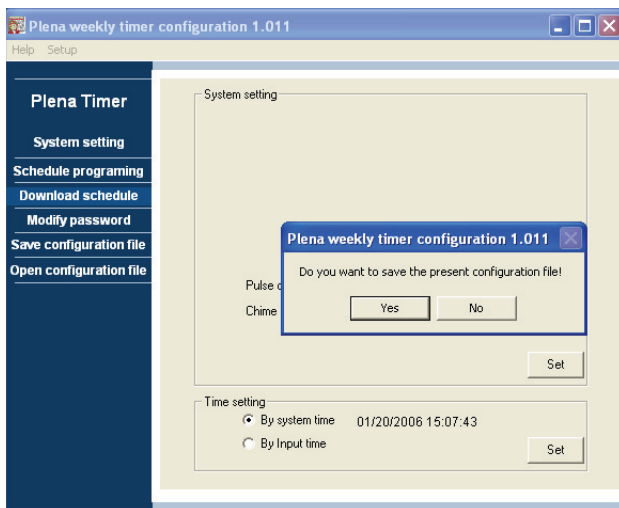 Plena weekly timer configuration 1.011
Help Setup
Plena Timer
System setting
Schedule programing
Download schedule
Modify password
Save configuration file
Open configuration file
System setting
Plena weekly timer configuration 1.011
Do you want to save the present configuration file!
Yes No
Pulse
Chime
Set
Time setting
By system time 01/20/2006 15:07:43
By Input time
Set